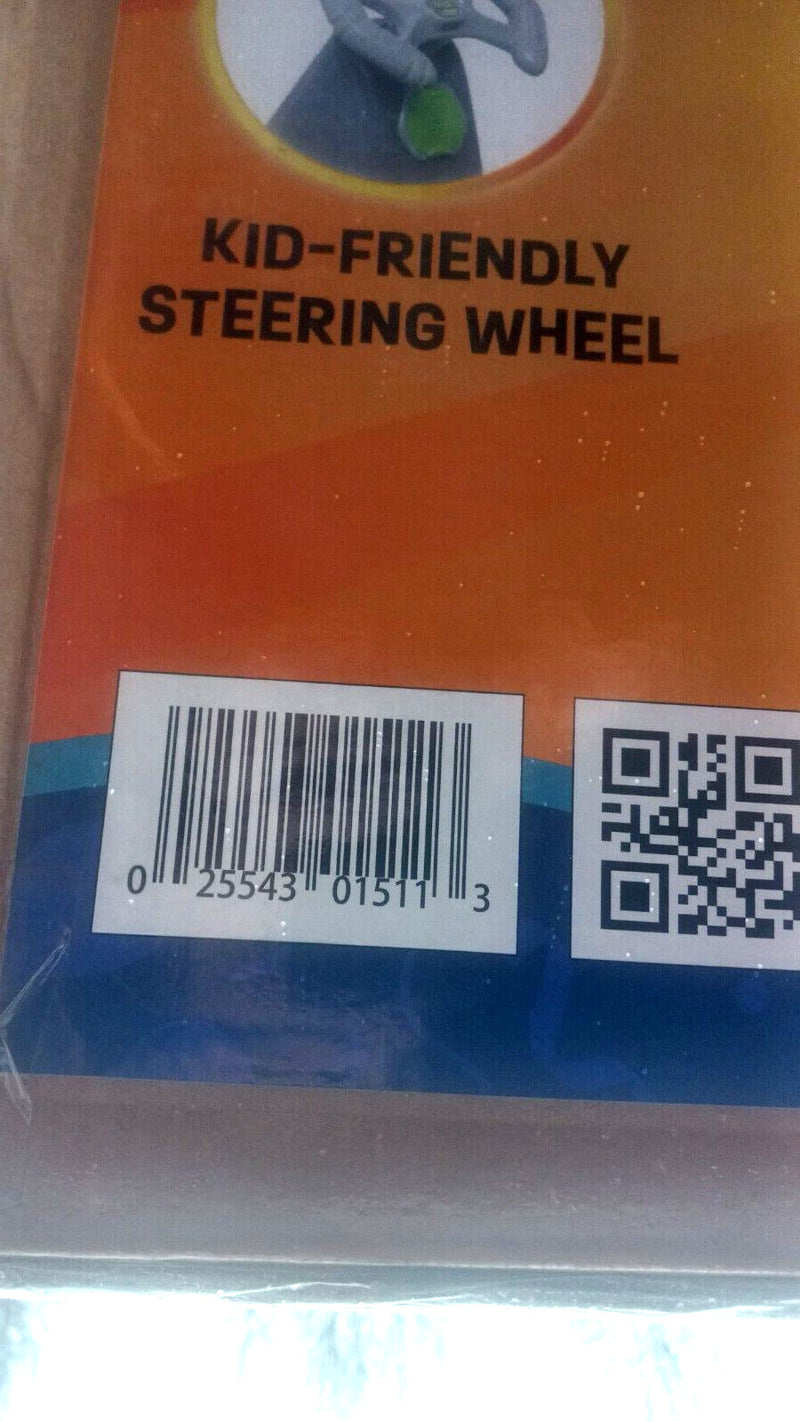 KID-FRIENDLY
STEERING WHEEL
0 25543 01511 3